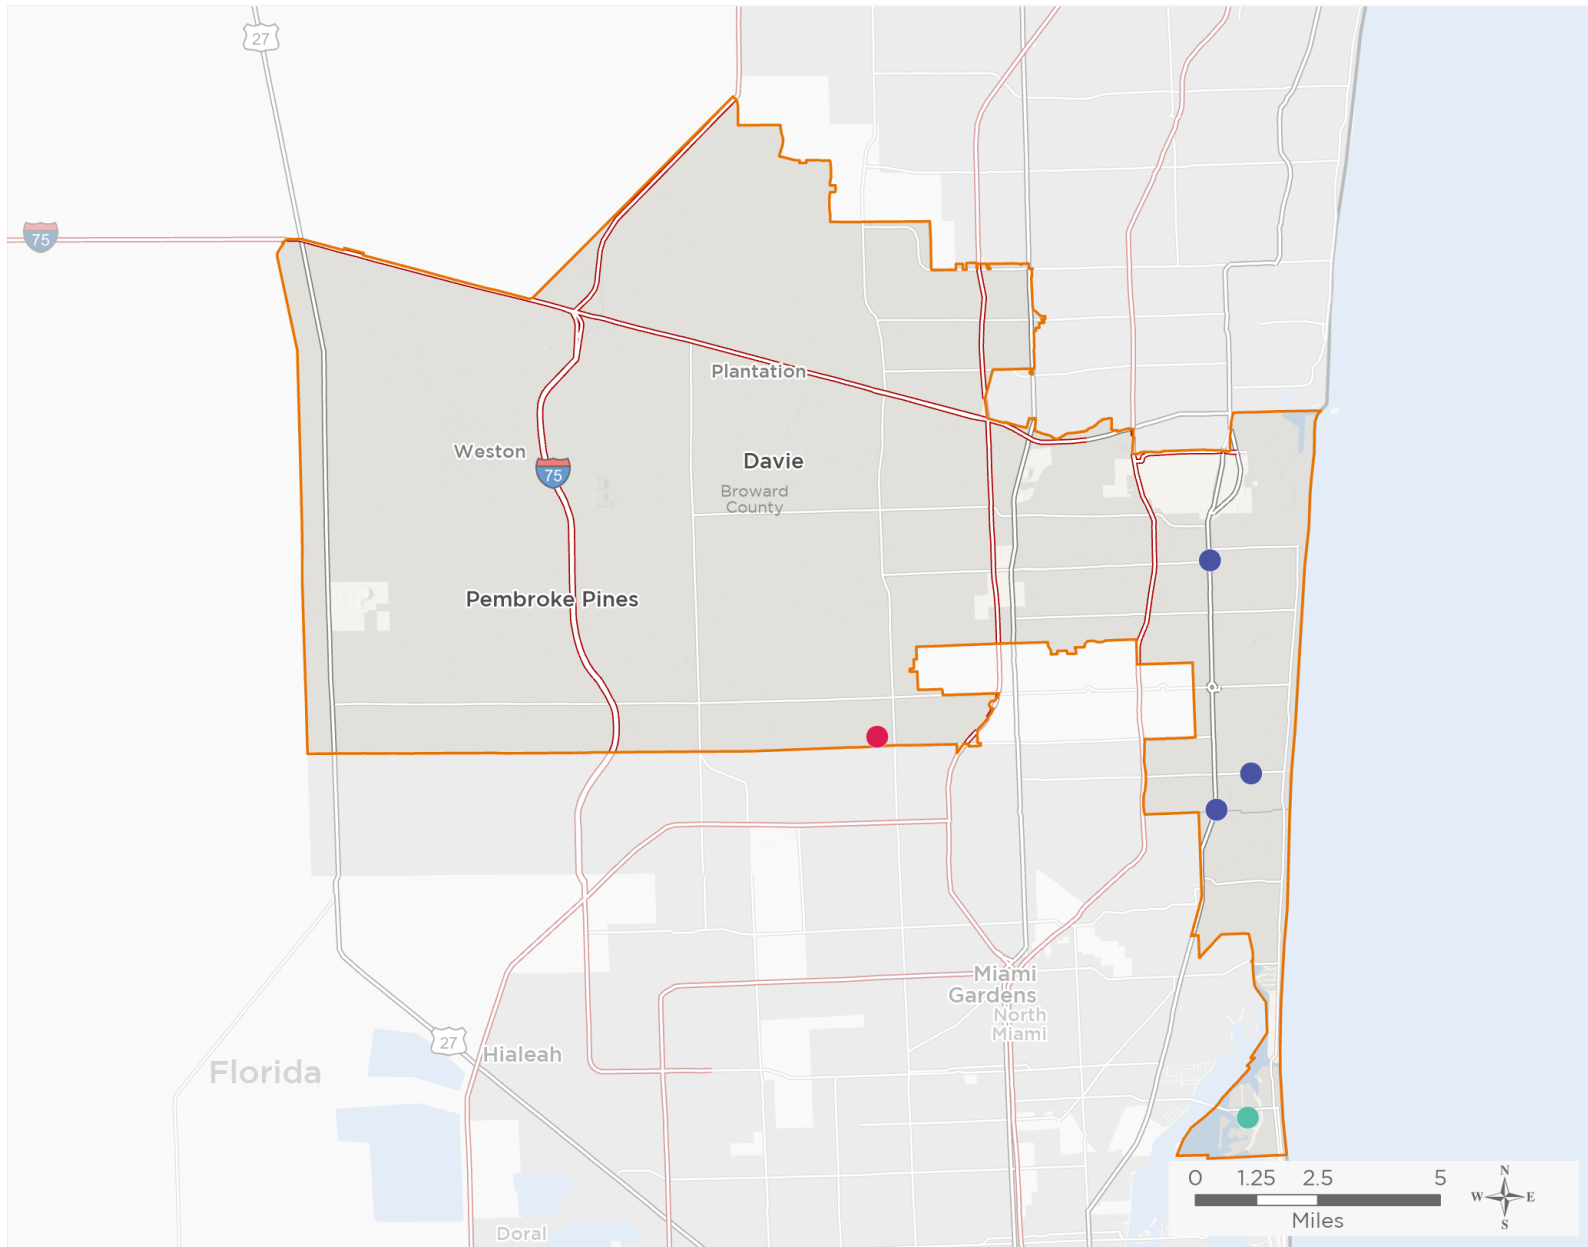 27
75
Plantation
Weston
75
Davie
Broward
County
Pembroke Pines
Miami
Gardens
North
Miami
27
Hialeah
Florida
Doral
0 1.25 2.5 5
Miles
N
W E
S